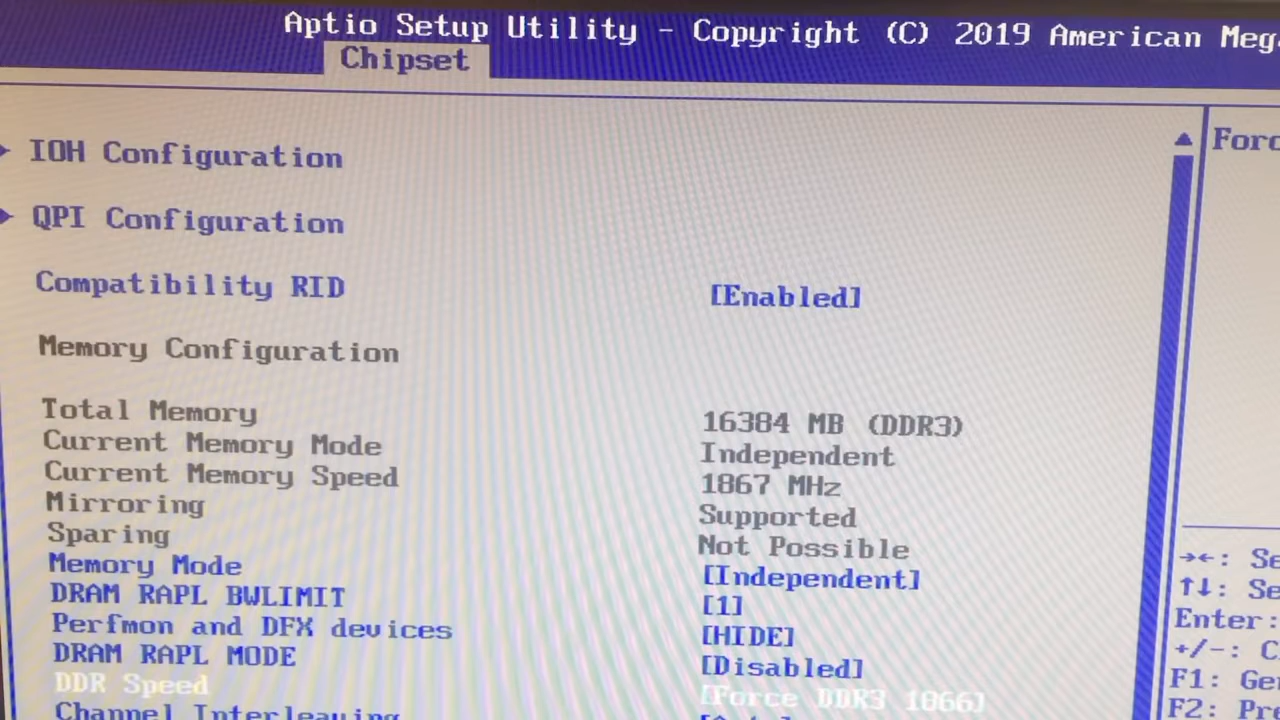 Aptio Setup Utility - Copyright (C) 2019 American Meg
Chipset
IOH Configuration
QPI Configuration
Compatibility RID [Enabled]
Memory Configuration
Total Memory 16384 MB (DDR3)
Current Memory Mode Independent
Current Memory Speed 1867 MHz
Mirroring Supported
Sparing Not Possible
Memory Mode [Independent]
DRAM RAPL BWLIMIT [1]
Perfmon and DFX devices [HIDE]
DRAM RAPL MODE [Disabled]
DDR Speed [Force DDR3 1866]
Channel Interleaving
Forc
→←: Se
↑↓: Se
Enter:
+/-: C
F1: Gen
F2: Pre